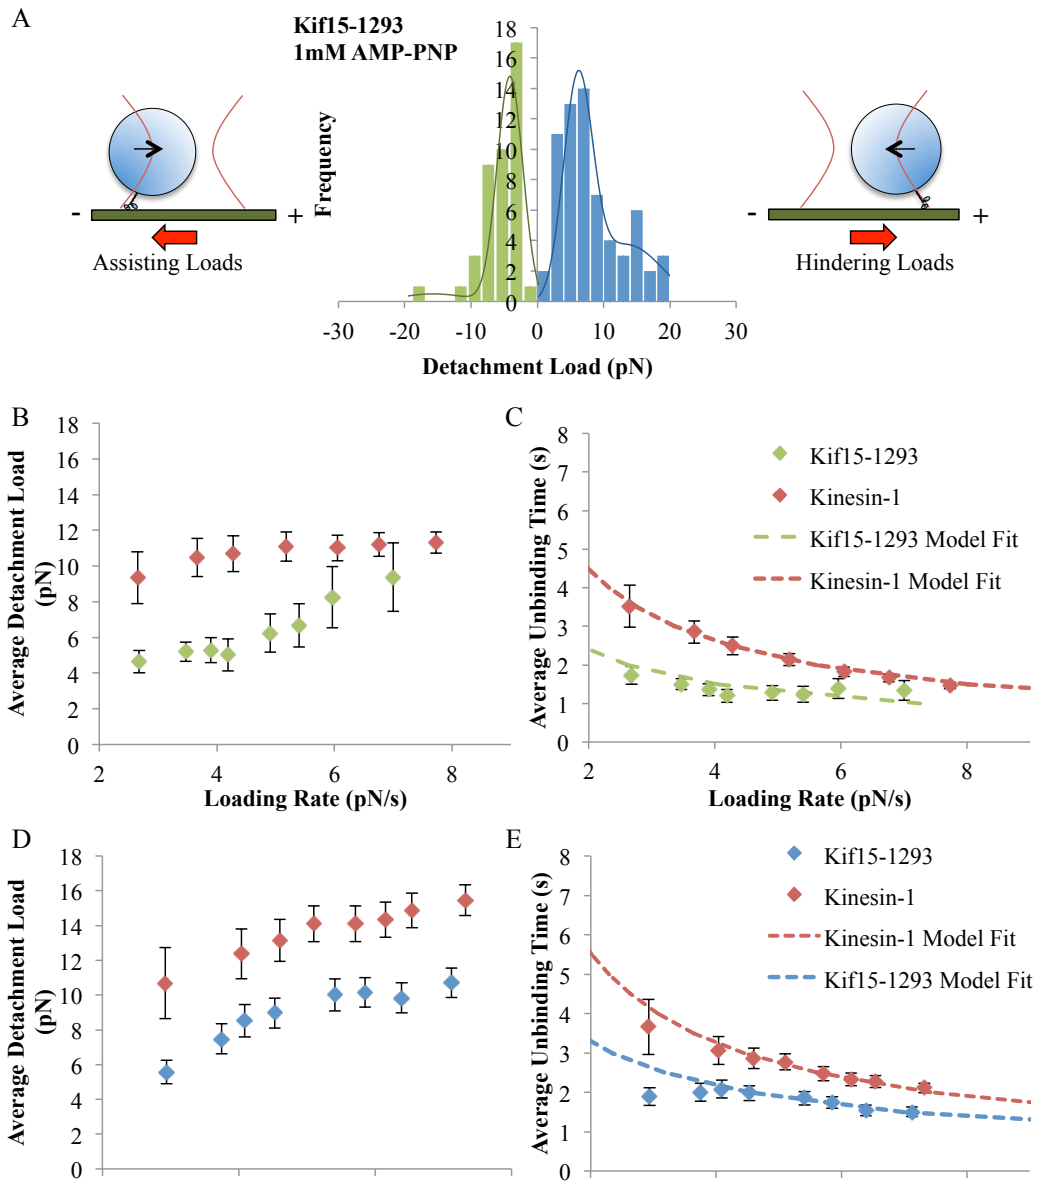 A
Kif15-1293
1mM AMP-PNP
Frequency
18
16
14
12
10
8
6
4
2
0
-30
-20
-10
0
10
20
30
Detachment Load (pN)
-
+
Assisting Loads
-
+
Hindering Loads
B
Average Detachment Load
(pN)
18
16
14
12
10
8
6
4
2
0
2
4
6
8
Loading Rate (pN/s)
C
Average Unbinding Time (s)
8
7
6
5
4
3
2
1
0
2
4
6
8
Loading Rate (pN/s)
Kif15-1293
Kinesin-1
Kif15-1293 Model Fit
Kinesin-1 Model Fit
D
Average Detachment Load
(pN)
18
16
14
12
10
8
6
4
2
0
E
Average Unbinding Time (s)
8
7
6
5
4
3
2
1
0
Kif15-1293
Kinesin-1
Kinesin-1 Model Fit
Kif15-1293 Model Fit